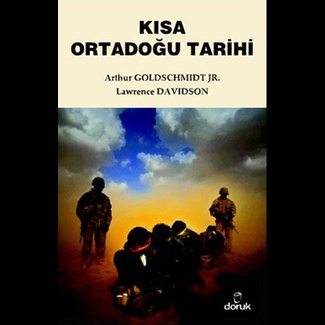 KISA
ORTADOĞU TARİHİ
Arthur GOLDSCHMIDT JR.
Lawrence DAVIDSON
doruk